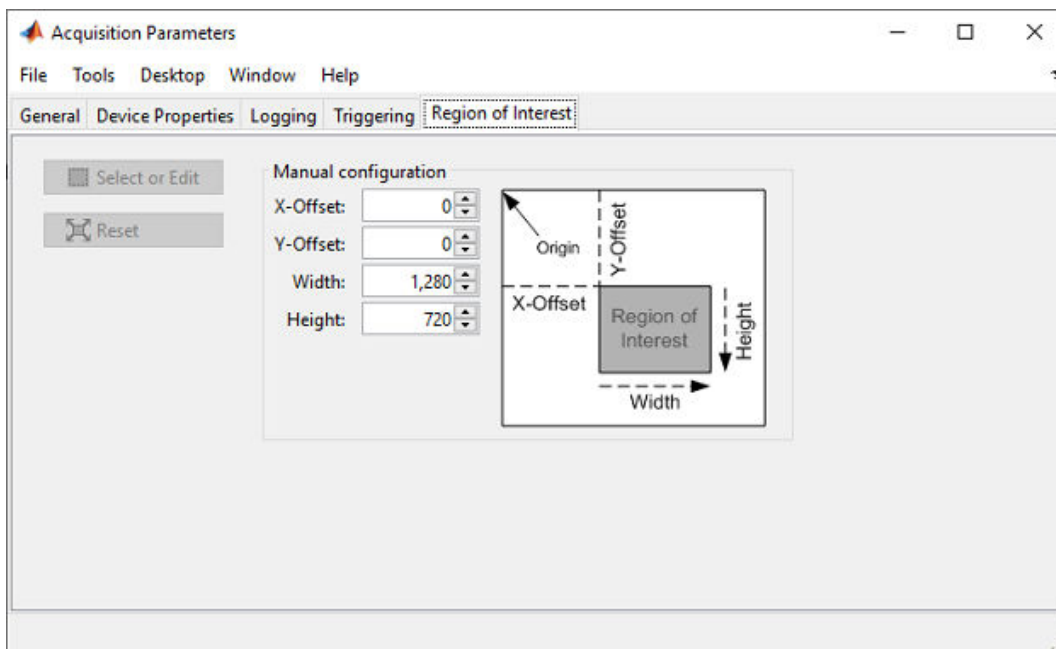 Acquisition Parameters
File Tools Desktop Window Help
General Device Properties Logging Triggering Region of Interest
Select or Edit
Reset
Manual configuration
X-Offset: 0
Y-Offset: 0
Width: 1,280
Height: 720
Origin
Y-Offset
X-Offset
Region of
Interest
Height
Width